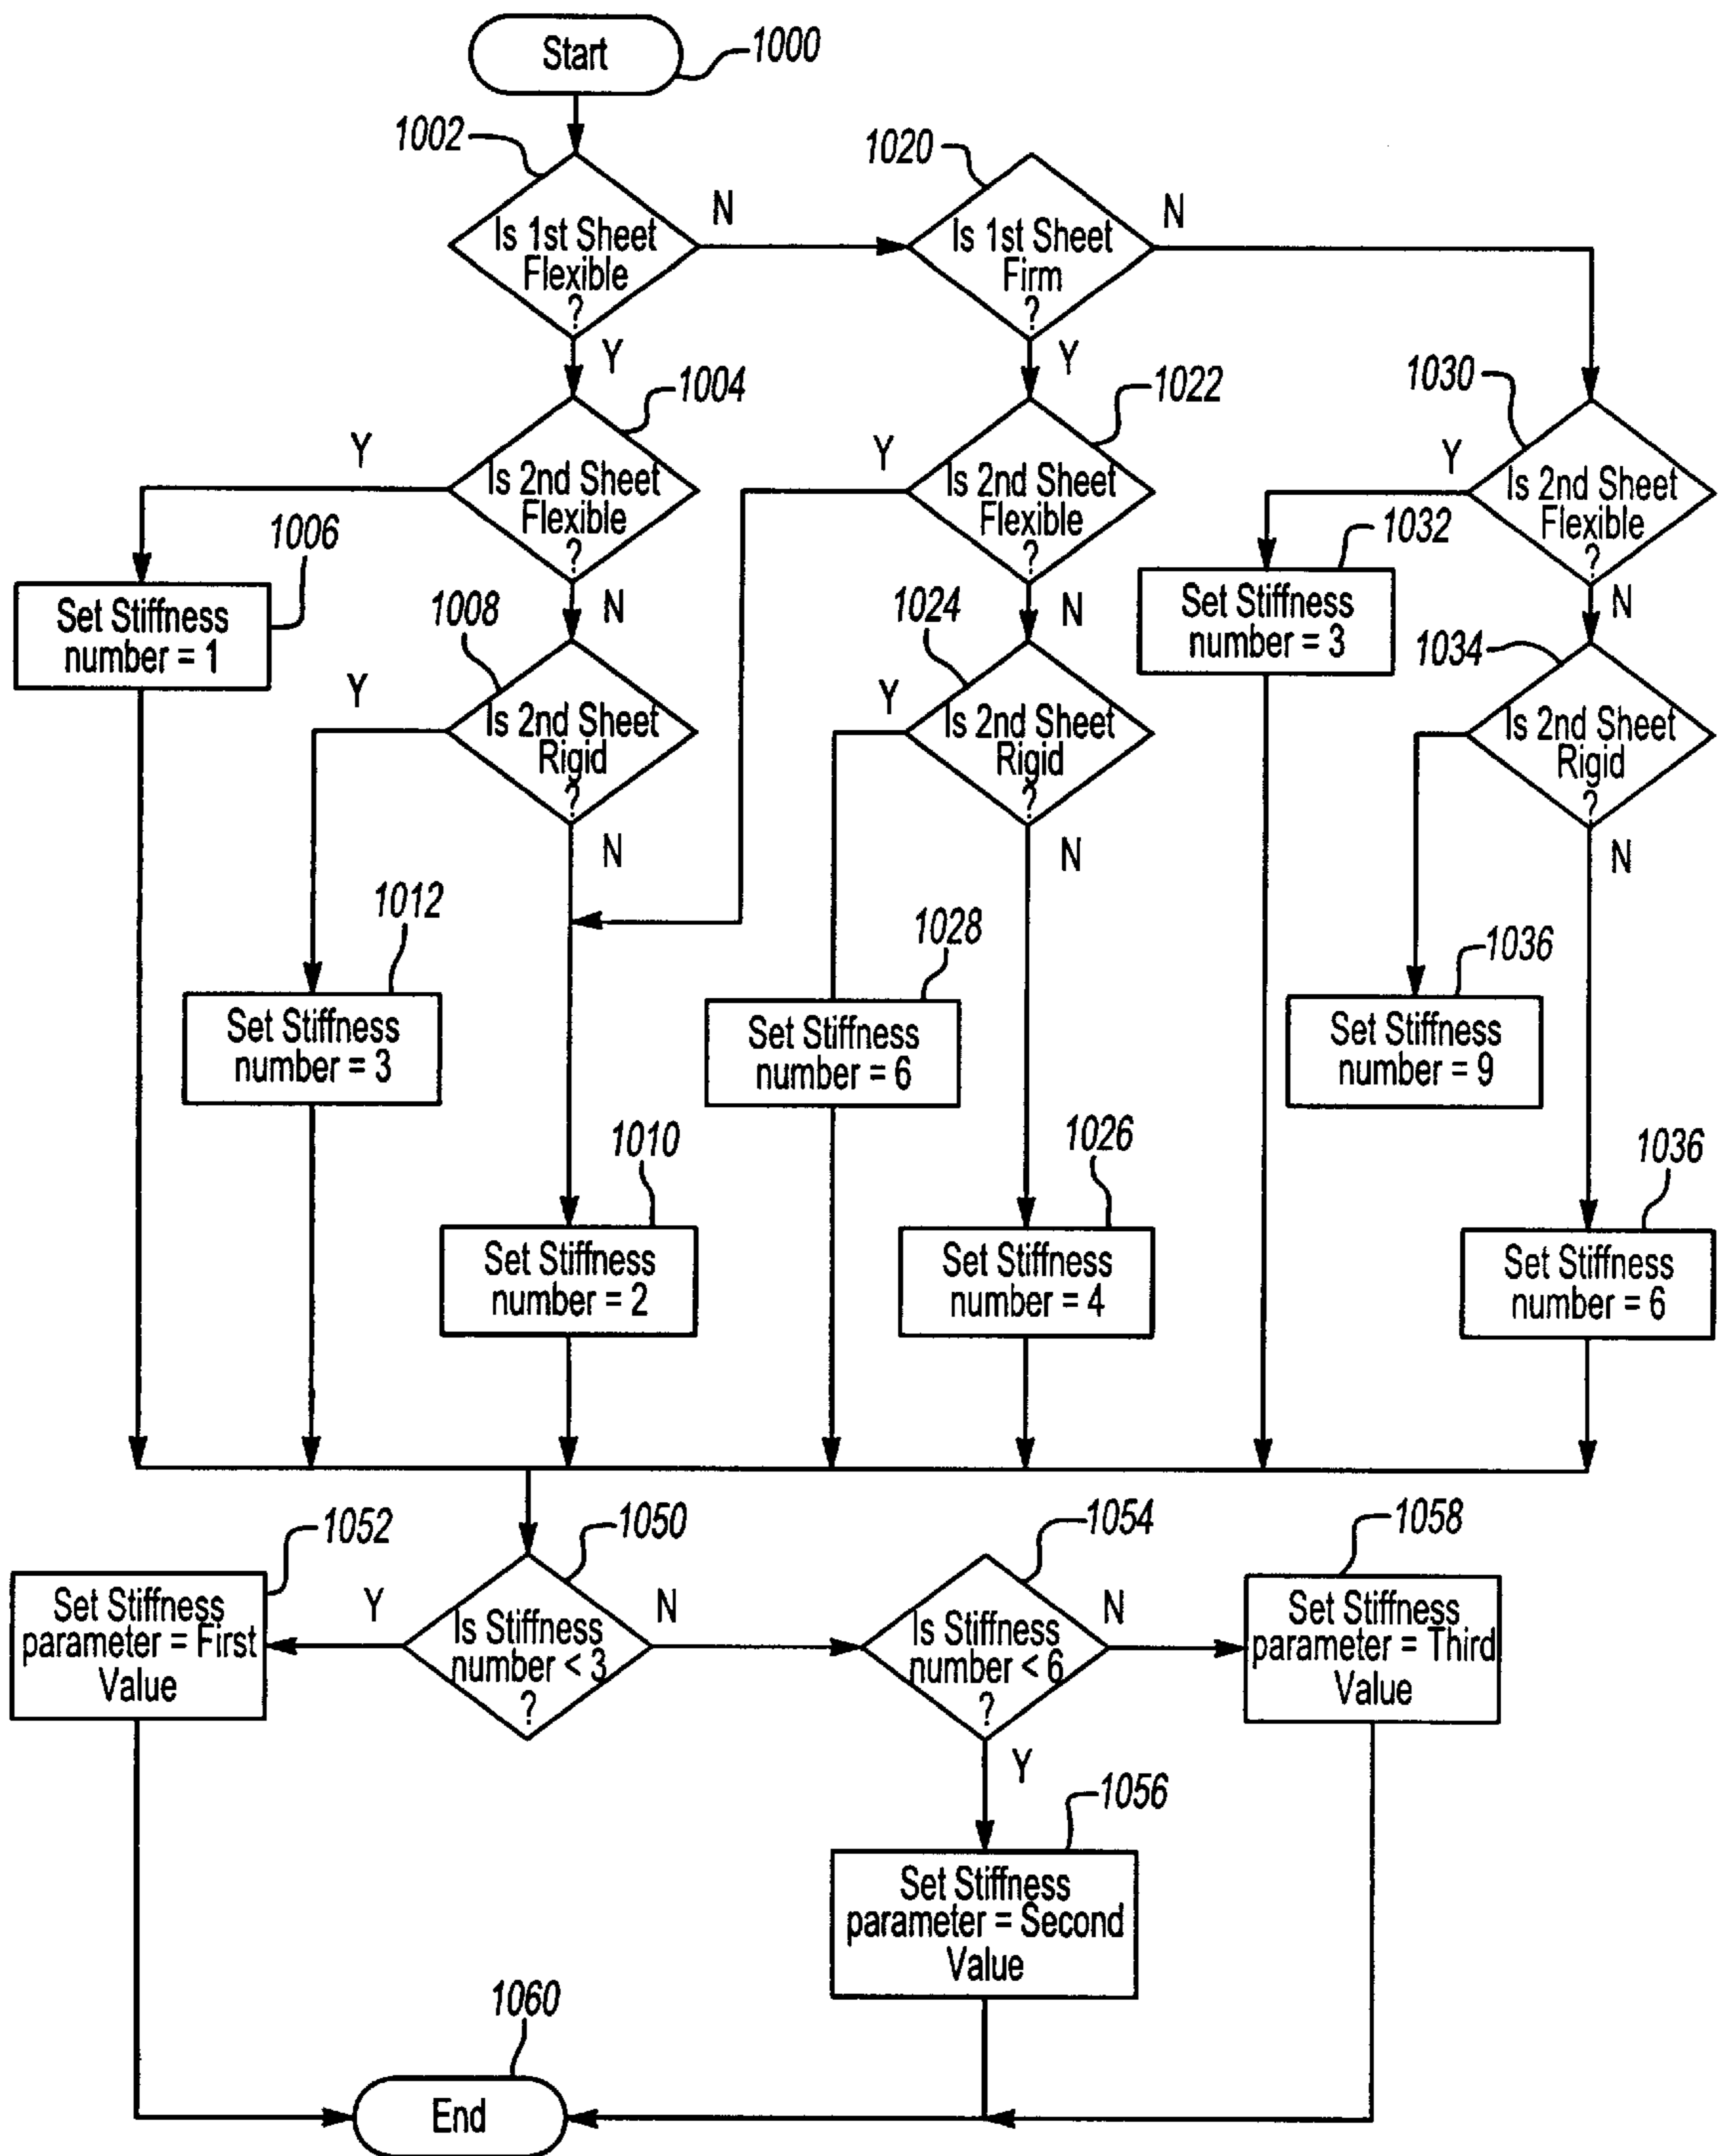 Start
1000
1002
1020
Is 1st Sheet
Flexible
?
N
Is 1st Sheet
Firm
?
N
Y
Y
1004
1022
1030
Y
Is 2nd Sheet
Flexible
?
Y
Is 2nd Sheet
Flexible
?
Y
Is 2nd Sheet
Flexible
?
1006
Set Stiffness
number = 1
N
N
1032
Set Stiffness
number = 3
N
1008
1024
1034
Y
Is 2nd Sheet
Rigid
?
Y
Is 2nd Sheet
Rigid
?
Is 2nd Sheet
Rigid
?
N
N
N
1012
Set Stiffness
number = 3
1028
Set Stiffness
number = 6
1036
Set Stiffness
number = 9
1010
Set Stiffness
number = 2
1026
Set Stiffness
number = 4
1036
Set Stiffness
number = 6
1052
Set Stiffness
parameter = First
Value
Y
1050
Is Stiffness
number < 3
?
N
1054
Is Stiffness
number < 6
?
N
1058
Set Stiffness
parameter = Third
Value
Y
1056
Set Stiffness
parameter = Second
Value
1060
End